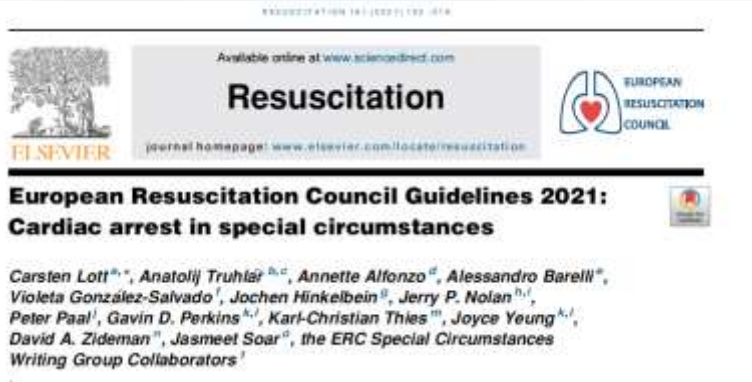 Available online at www.sciencedirect.com
Resuscitation
journal homepage: www.elsevier.com/locate/resuscitation
ELSEVIER
EUROPEAN
RESUSCITATION
COUNCIL
European Resuscitation Council Guidelines 2021:
Cardiac arrest in special circumstances
Carsten Lott a,*, Anatolij Truhlář b,c, Annette Alfonzo d, Alessandro Barelli e,
Violeta González-Salvado f, Jochen Hinkelbein g, Jerry P. Nolan h,i,
Peter Paal j, Gavin D. Perkins k,l, Karl-Christian Thies m, Joyce Yeung k,l,
David A. Zideman n, Jasmeet Soar o, the ERC Special Circumstances
Writing Group Collaborators